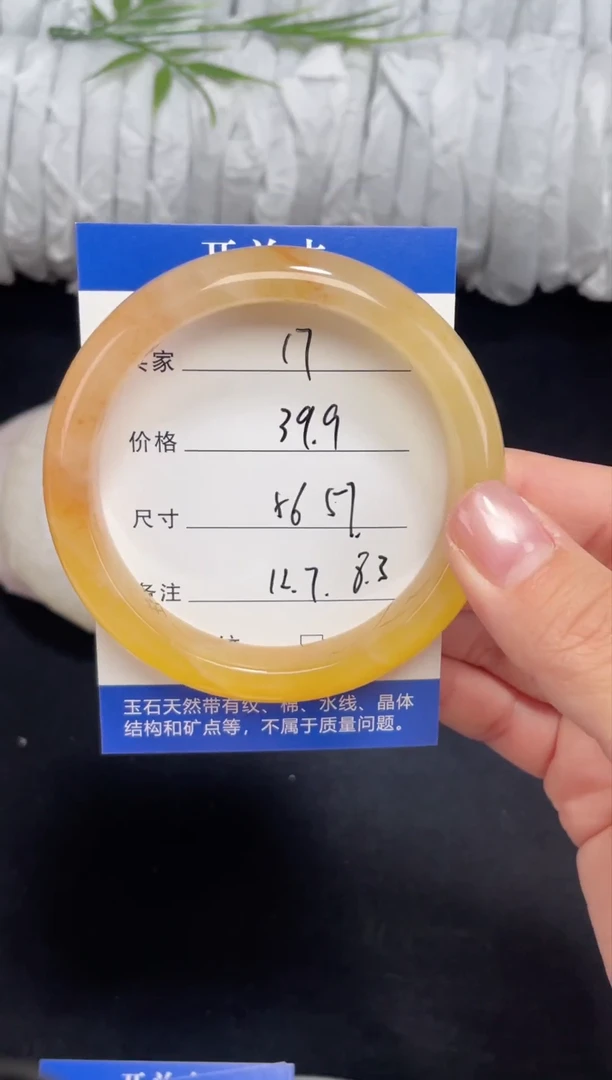 家 17
价格 39.9
尺寸 56 57
备注 12.7 8.3
玉石天然带有纹、棉、水线、晶体
结构和矿点等，不属于质量问题。